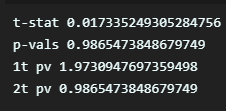 t-stat 0.017335249305284756
p-vals 0.9865473848679749
1t pv 1.9730947697359498
2t pv 0.9865473848679749